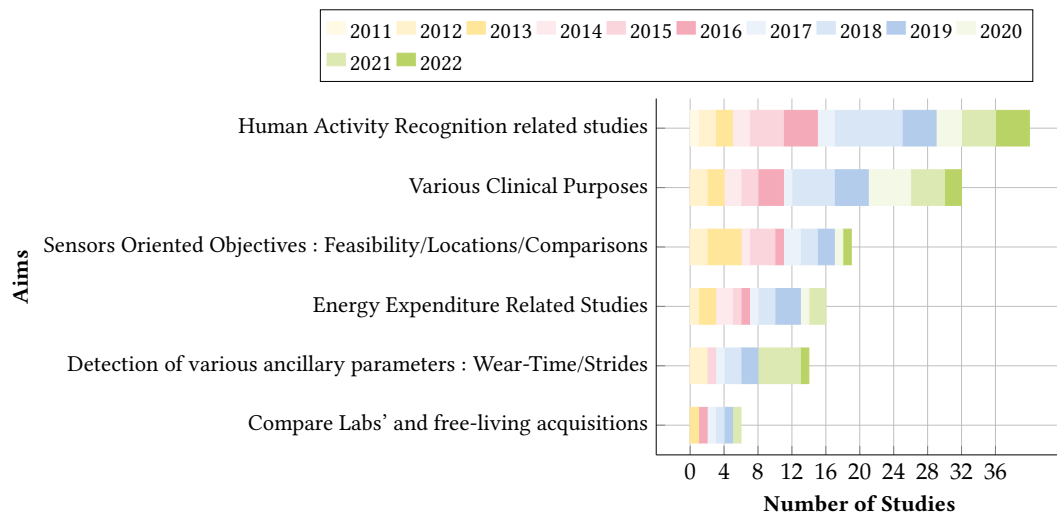 2011 2012 2013 2014 2015 2016 2017 2018 2019 2020
2021 2022
Human Activity Recognition related studies
Various Clinical Purposes
Sensors Oriented Objectives : Feasibility/Locations/Comparisons
Energy Expenditure Related Studies
Detection of various ancillary parameters : Wear-Time/Strides
Compare Labs’ and free-living acquisitions
Aims
0 4 8 12 16 20 24 28 32 36
Number of Studies